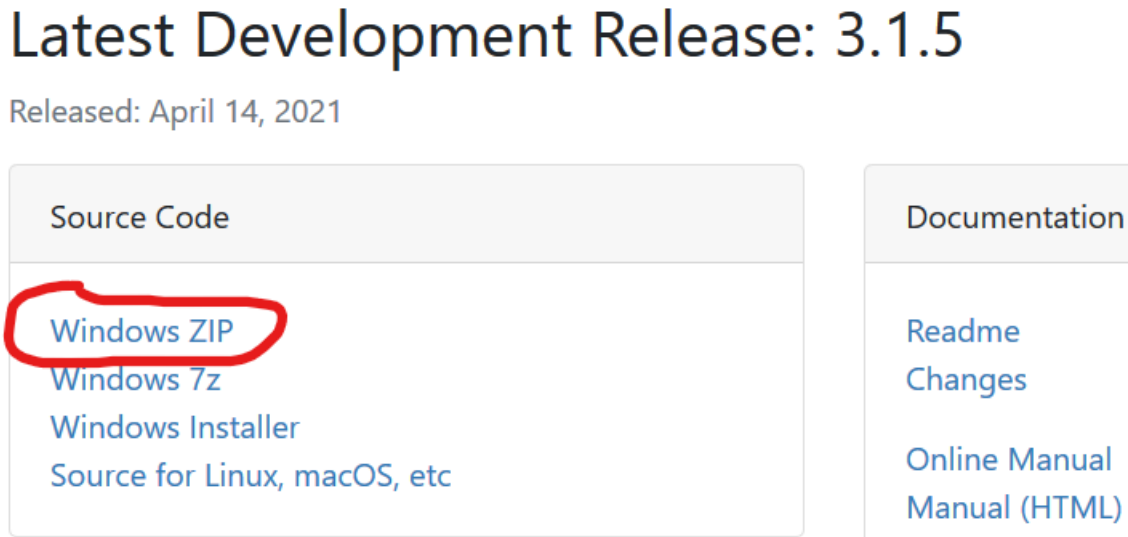 Latest Development Release: 3.1.5
Released: April 14, 2021
Source Code
Windows ZIP
Windows 7z
Windows Installer
Source for Linux, macOS, etc
Documentation
Readme
Changes
Online Manual
Manual (HTML)